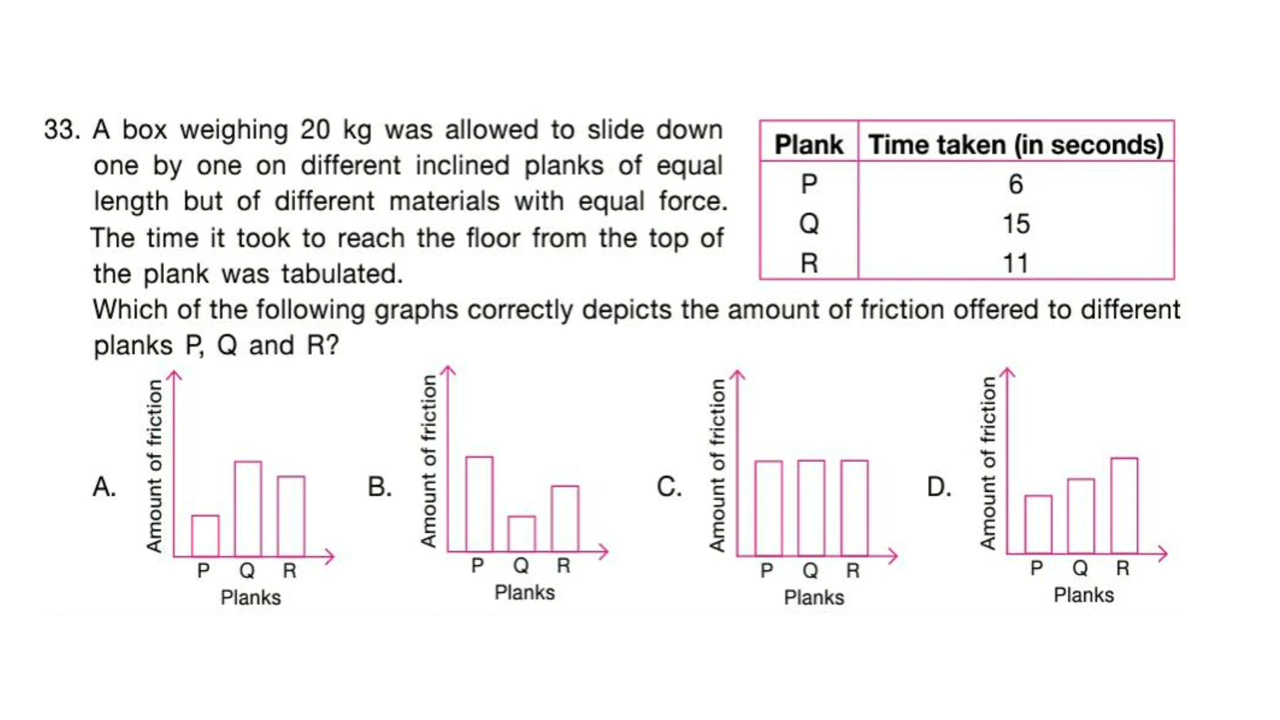 33. A box weighing 20 kg was allowed to slide down
one by one on different inclined planks of equal
length but of different materials with equal force.
The time it took to reach the floor from the top of
the plank was tabulated.
Plank Time taken (in seconds)
P 6
Q 15
R 11
Which of the following graphs correctly depicts the amount of friction offered to different
planks P, Q and R?
A.
Amount of friction
P Q R
Planks
B.
Amount of friction
P Q R
Planks
C.
Amount of friction
P Q R
Planks
D.
Amount of friction
P Q R
Planks